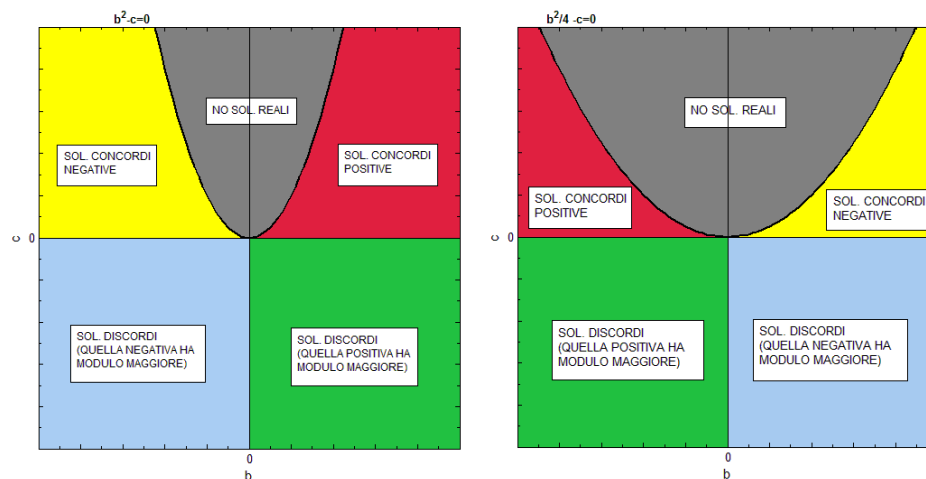 b²-c=0
NO SOL. REALI
SOL. CONCORDI
NEGATIVE
SOL. CONCORDI
POSITIVE
c
0
SOL. DISCORDI
(QUELLA NEGATIVA HA
MODULO MAGGIORE)
SOL. DISCORDI
(QUELLA POSITIVA HA
MODULO MAGGIORE)
0
b
b²/4 -c=0
NO SOL. REALI
SOL. CONCORDI
POSITIVE
SOL. CONCORDI
NEGATIVE
c
0
SOL. DISCORDI
(QUELLA POSITIVA HA
MODULO MAGGIORE)
SOL. DISCORDI
(QUELLA NEGATIVA HA
MODULO MAGGIORE)
0
b